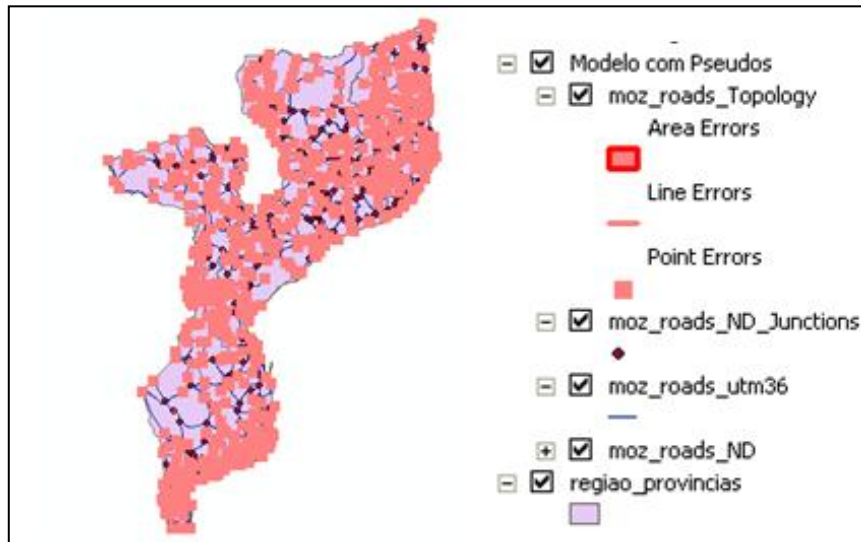 Modelo com Pseudos
moz_roads_Topology
Area Errors
Line Errors
Point Errors
moz_roads_ND_Junctions
moz_roads_utm36
moz_roads_ND
regiao_provincias